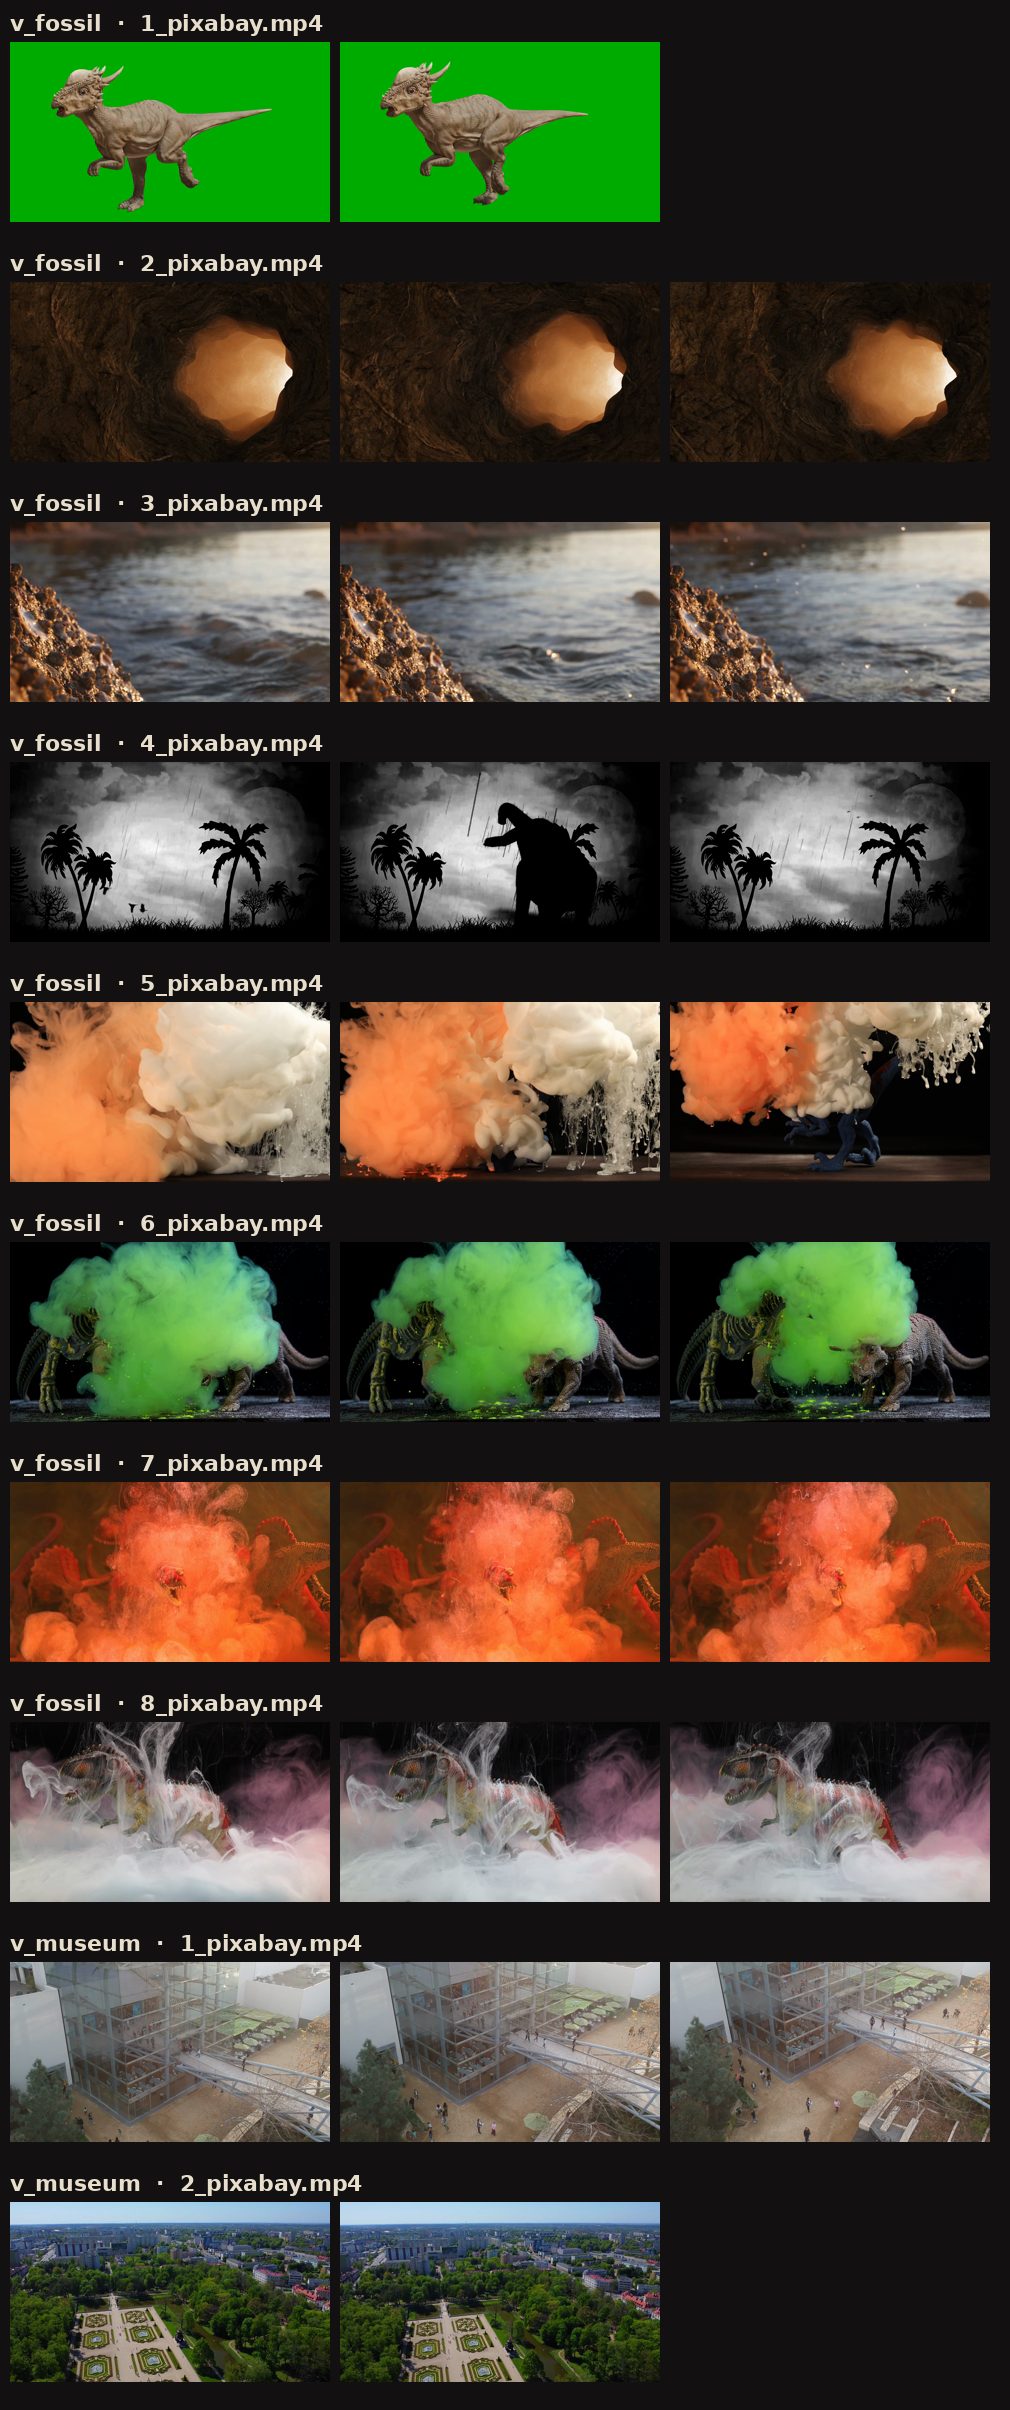 v_fossil · 1_pixabay.mp4
v_fossil · 2_pixabay.mp4
v_fossil · 3_pixabay.mp4
v_fossil · 4_pixabay.mp4
v_fossil · 5_pixabay.mp4
v_fossil · 6_pixabay.mp4
v_fossil · 7_pixabay.mp4
v_fossil · 8_pixabay.mp4
v_museum · 1_pixabay.mp4
v_museum · 2_pixabay.mp4